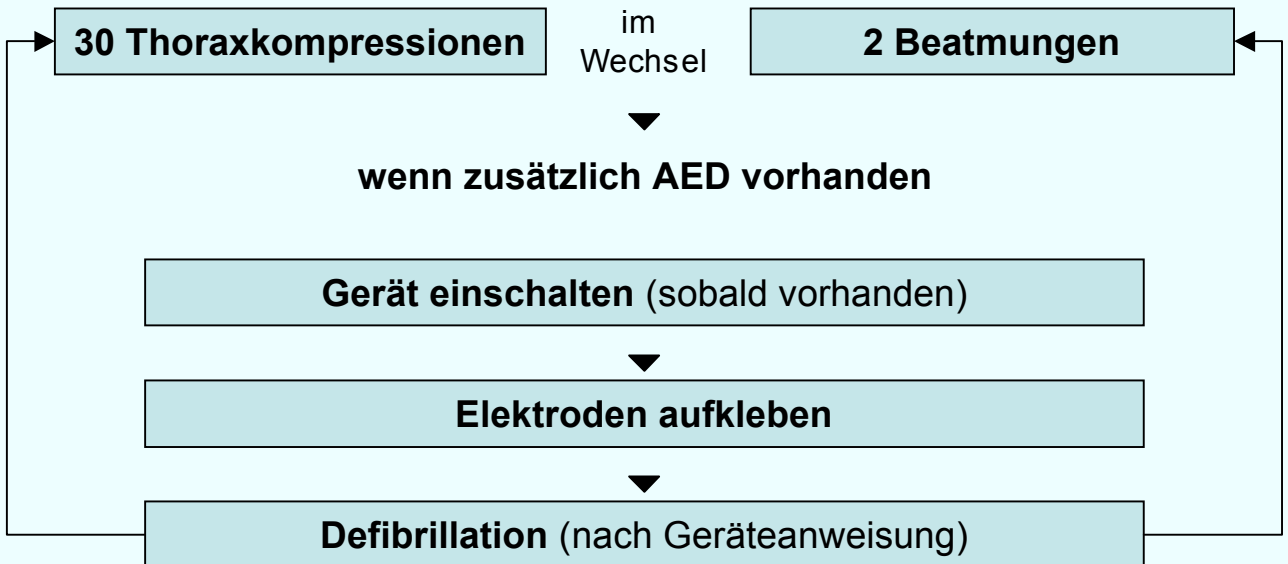 30 Thoraxkompressionen
im
Wechsel
2 Beatmungen
wenn zusätzlich AED vorhanden
Gerät einschalten (sobald vorhanden)
Elektroden aufkleben
Defibrillation (nach Geräteanweisung)